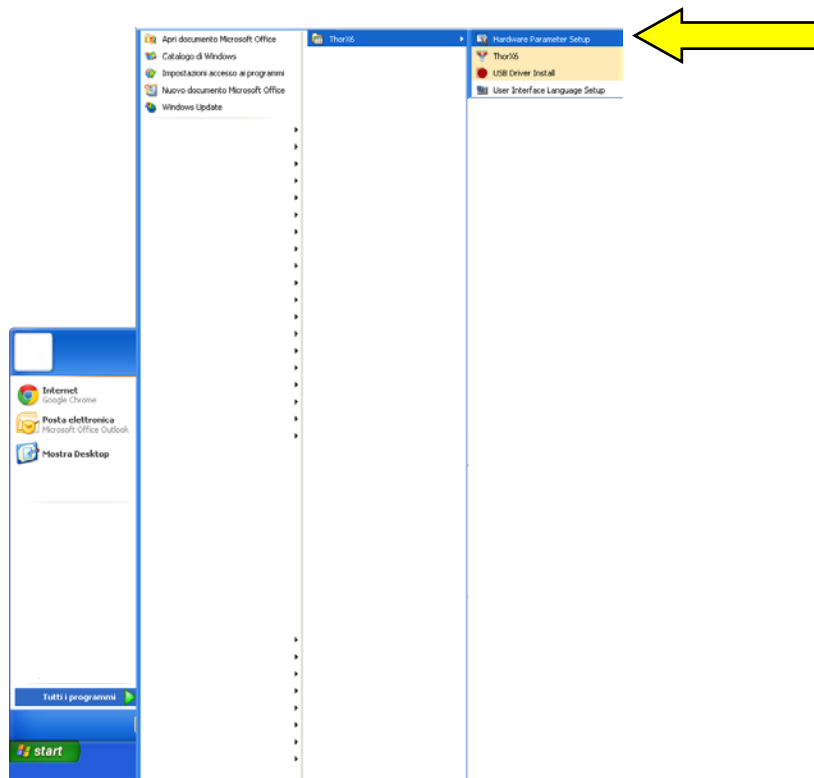 Apri documento Microsoft Office
Catalogo di Windows
Impostazioni accesso ai programmi
Nuovo documento Microsoft Office
Windows Update
ThorX6
Hardware Parameter Setup
ThorX6
USB Driver Install
User Interface Language Setup
Internet
Google Chrome
Posta elettronica
Microsoft Office Outlook
Mostra Desktop
Tutti i programmi
start